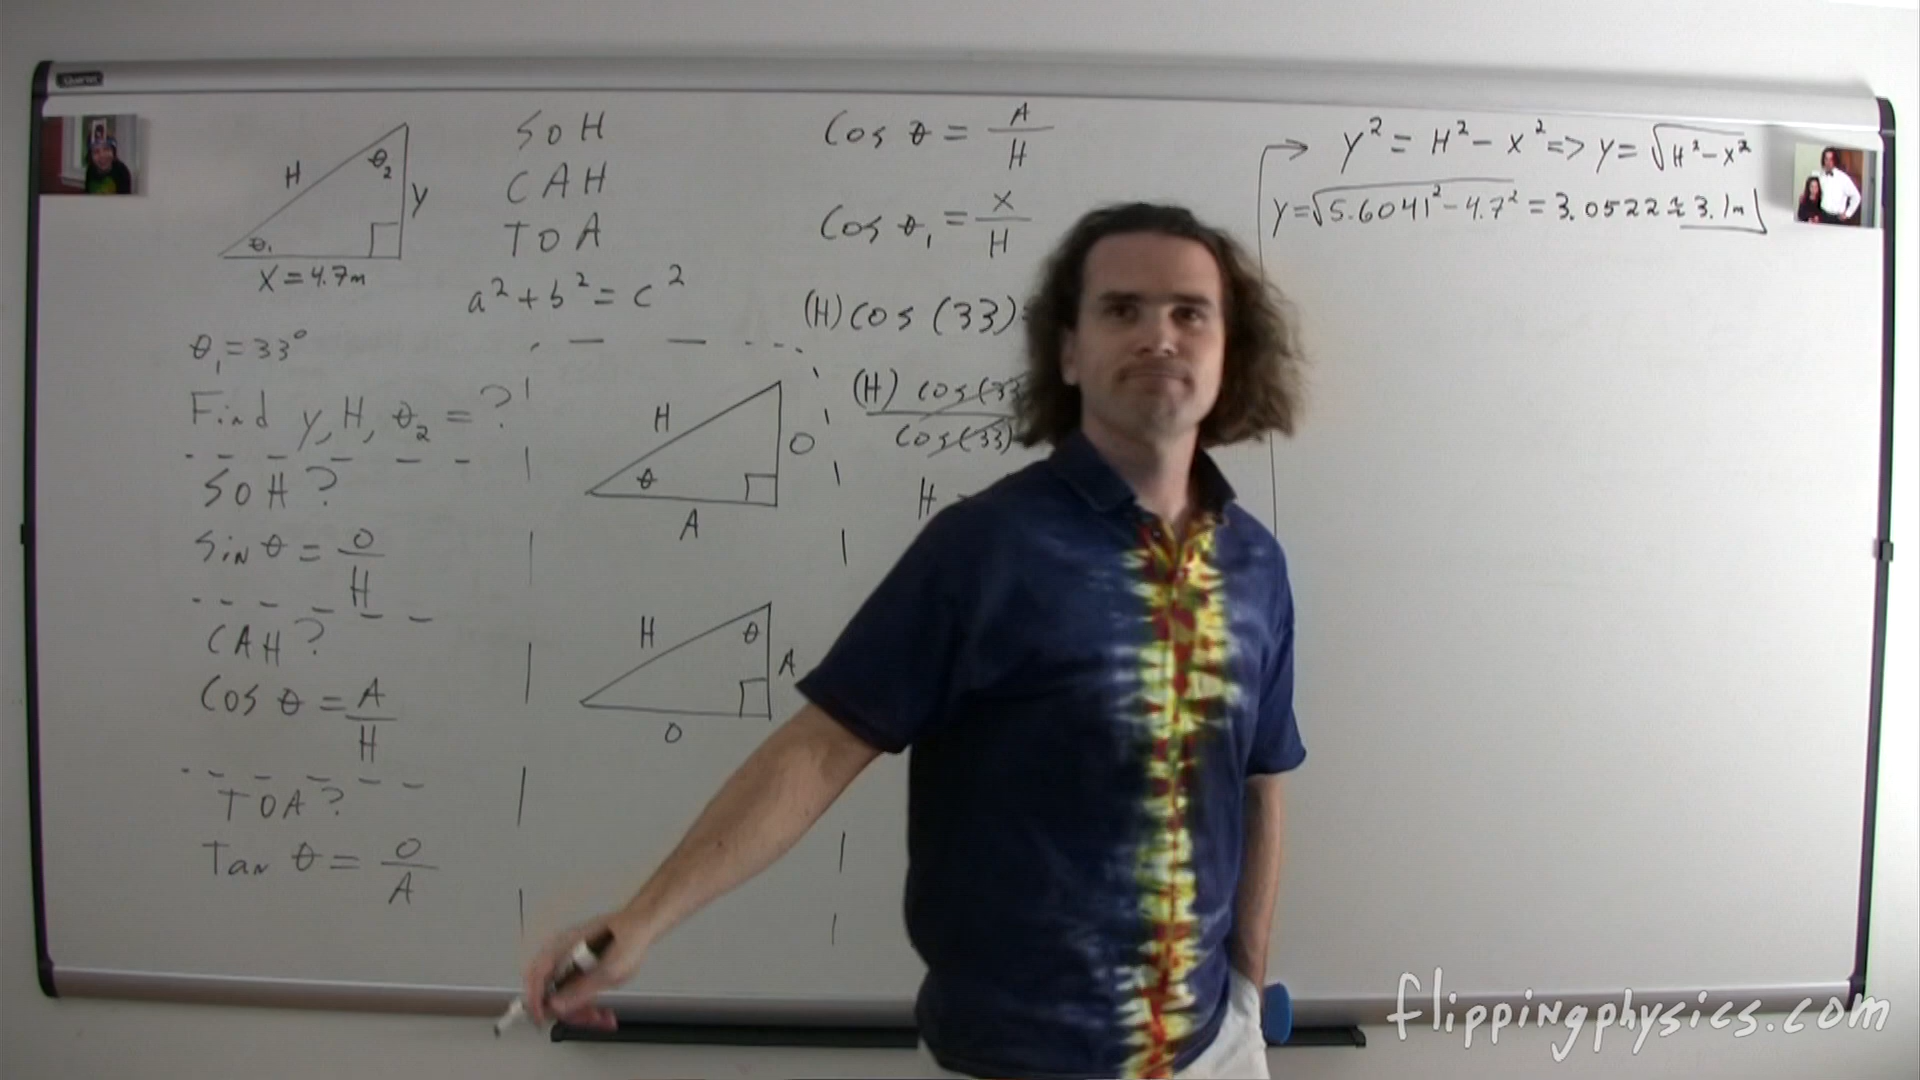 Quartet
H
θ₂
y
θ₁
x = 4.7m
θ₁ = 33°
Find y, H, θ₂ = ?
SOH ?
Sin θ = O/H
CAH ?
Cos θ = A/H
TOA ?
Tan θ = O/A
SOH
CAH
TOA
a² + b² = c²
H
θ
O
A
H
θ
A
O
Cos θ = A/H
Cos θ₁ = x/H
(H) cos (33) =
(H) cos(33
cos(33)
H =
y² = H² - x² => y = √H² - x²
y = √5.6041² - 4.7² = 3.0522 ≈ 3.1m
flippingphysics.com